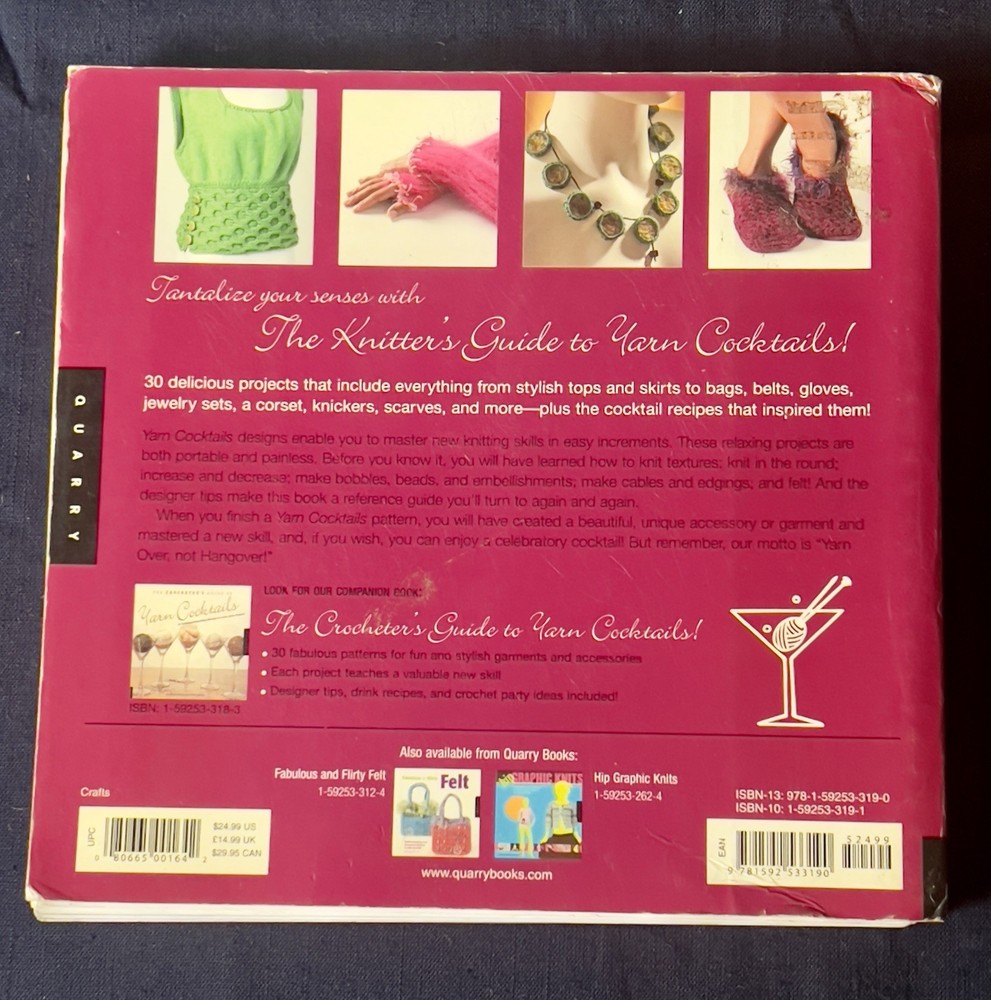 Tantalize your senses with
The Knitter's Guide to Yarn Cocktails!
30 delicious projects that include everything from stylish tops and skirts to bags, belts, gloves,
jewelry sets, a corset, knickers, scarves, and more—plus the cocktail recipes that inspired them!
QUARRY
Yarn Cocktails designs enable you to master new knitting skills in easy increments. These relaxing projects are
both portable and painless. Before you know it, you will have learned how to knit textures; knit in the round;
increase and decrease; make bobbles, beads, and embellishments; make cables and edgings; and felt! And the
designer tips make this book a reference guide you'll turn to again and again.
When you finish a Yarn Cocktails pattern, you will have created a beautiful, unique accessory or garment and
mastered a new skill, and, if you wish, you can enjoy a celebratory cocktail! But remember, our motto is "Yarn
Over, not Hangover!"
Yarn Cocktails
LOOK FOR OUR COMPANION BOOK:
The Crocheter's Guide to Yarn Cocktails!
• 30 fabulous patterns for fun and stylish garments and accessories
• Each project teaches a valuable new skill
• Designer tips, drink recipes, and crochet party ideas included!
ISBN: 1-59253-318-3
Also available from Quarry Books:
Fabulous and Flirty Felt
1-59253-312-4
Felt
GRAPHIC KNITS
Hip Graphic Knits
1-59253-262-4
www.quarrybooks.com
Crafts
UPC
0 80665 00164 2
$24.99 US
£14.99 UK
$29.95 CAN
ISBN-13: 978-1-59253-319-0
ISBN-10: 1-59253-319-1
EAN
52499
9 781592 533190